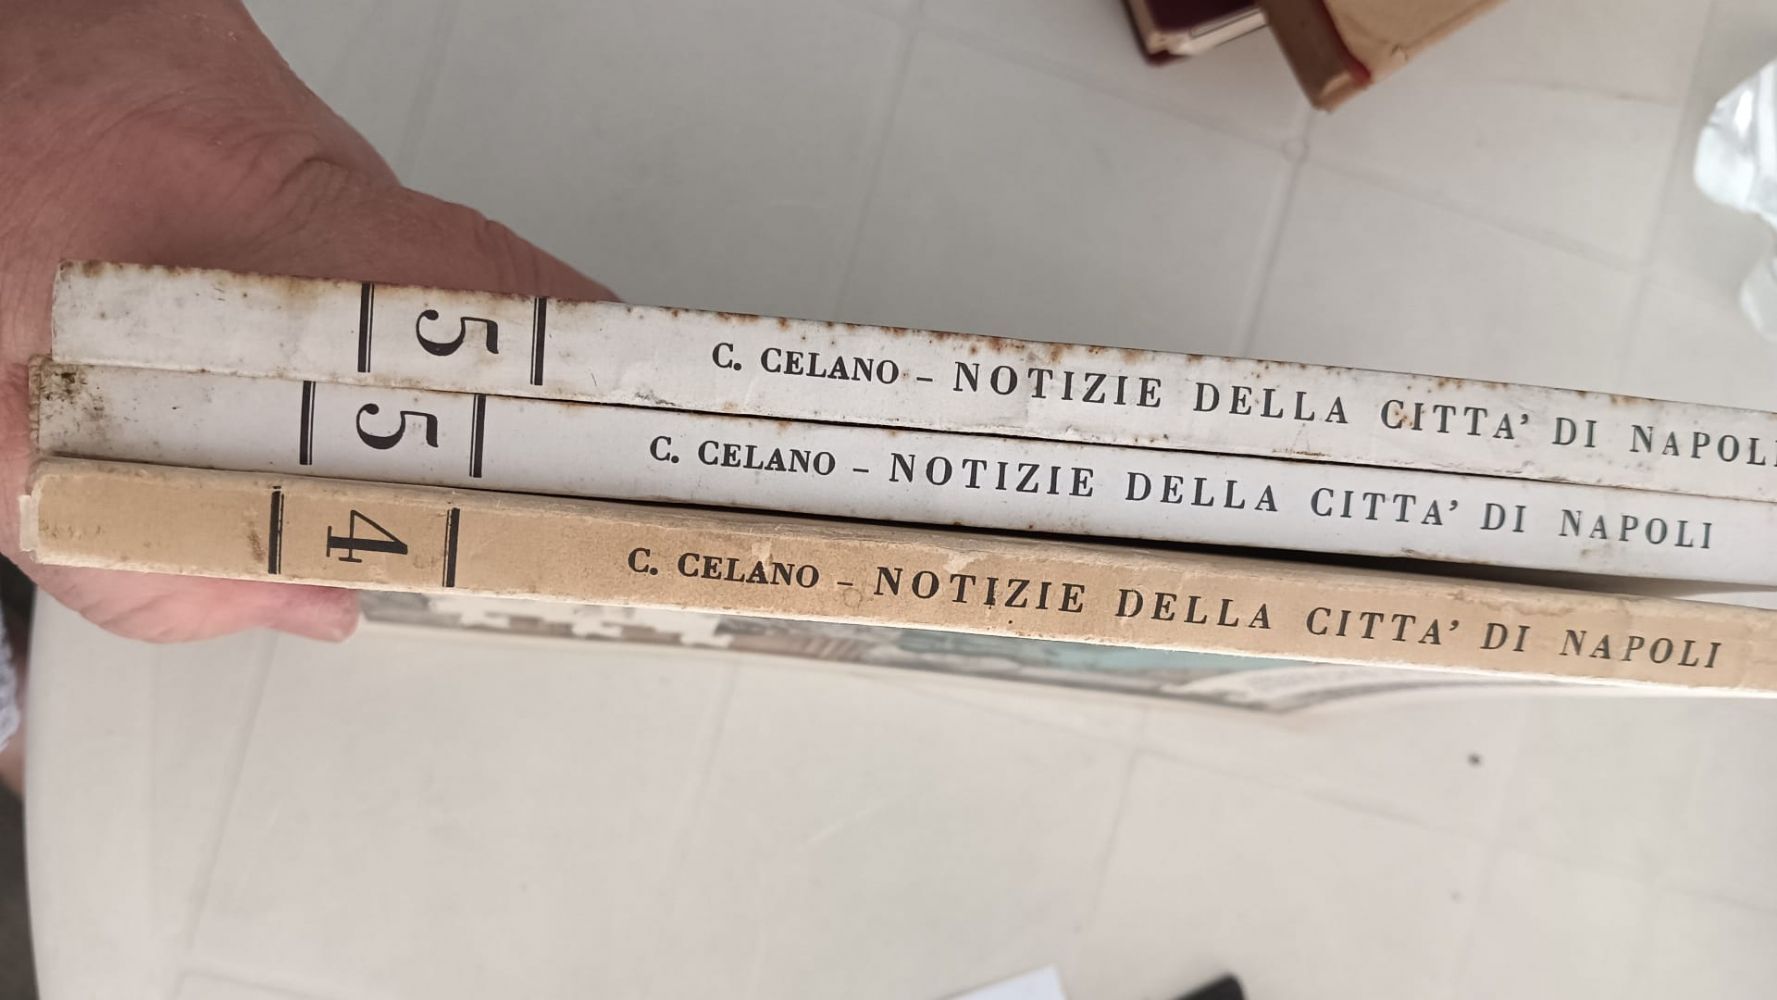 5 C. CELANO - NOTIZIE DELLA CITTA' DI NAPOLI
5 C. CELANO - NOTIZIE DELLA CITTA' DI NAPOLI
4 C. CELANO - NOTIZIE DELLA CITTA' DI NAPOLI